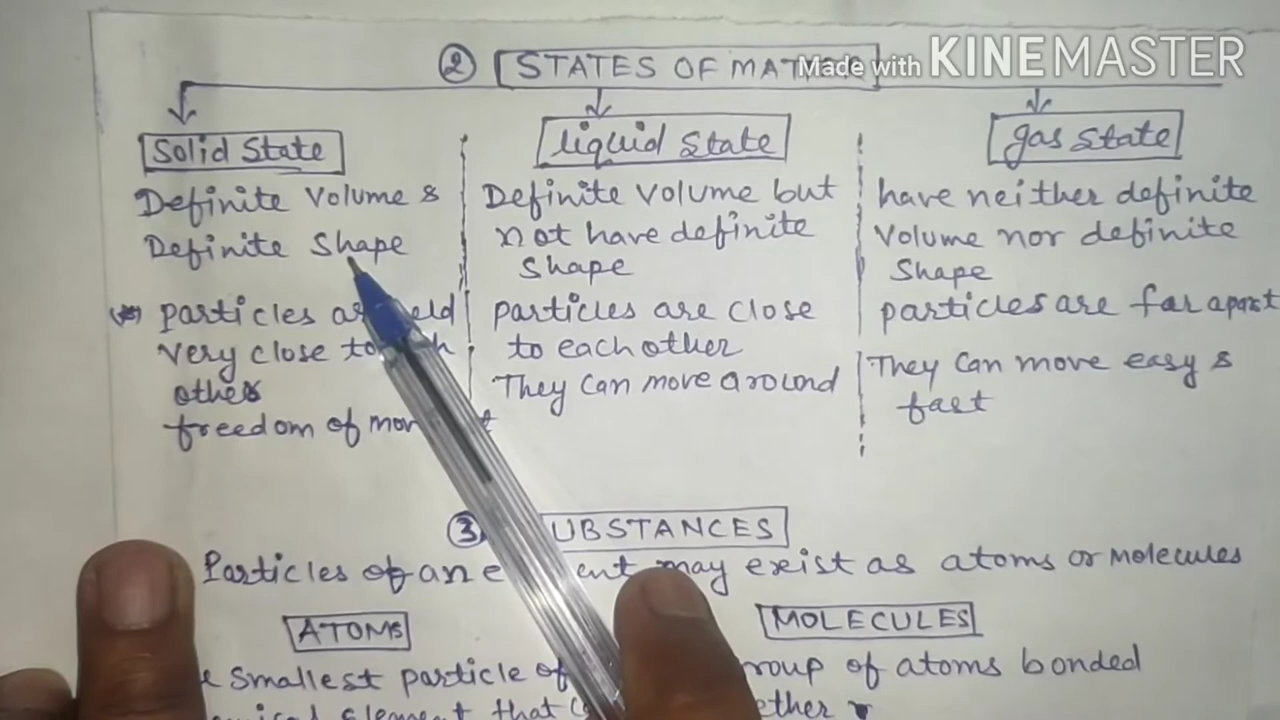 Made with KINEMASTER
② STATES OF
Solid State
Definite Volume &
Definite Shape
particles
very close
other
freedom of
liquid State
Definite Volume but
not have definite
Shape
particles are close
to each other
They can move around
gas State
have neither definite
Volume nor definite
Shape
particles are far apart
They can move easy &
fast
③ UBSTANCES
Particles of an may exist as atoms or molecules
ATOMS
smallest particle of
element that
MOLECULES
of atoms bonded